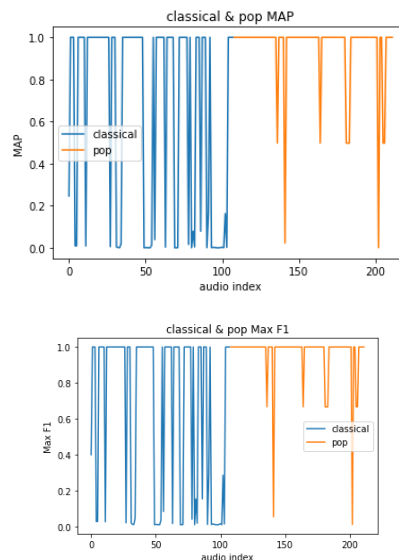 classical & pop MAP
1.0
0.8
0.6
0.4
0.2
0.0
MAP
classical
pop
0
50
100
150
200
audio index
classical & pop Max F1
1.0
0.8
0.6
0.4
0.2
0.0
Max F1
classical
pop
0
50
100
150
200
audio index